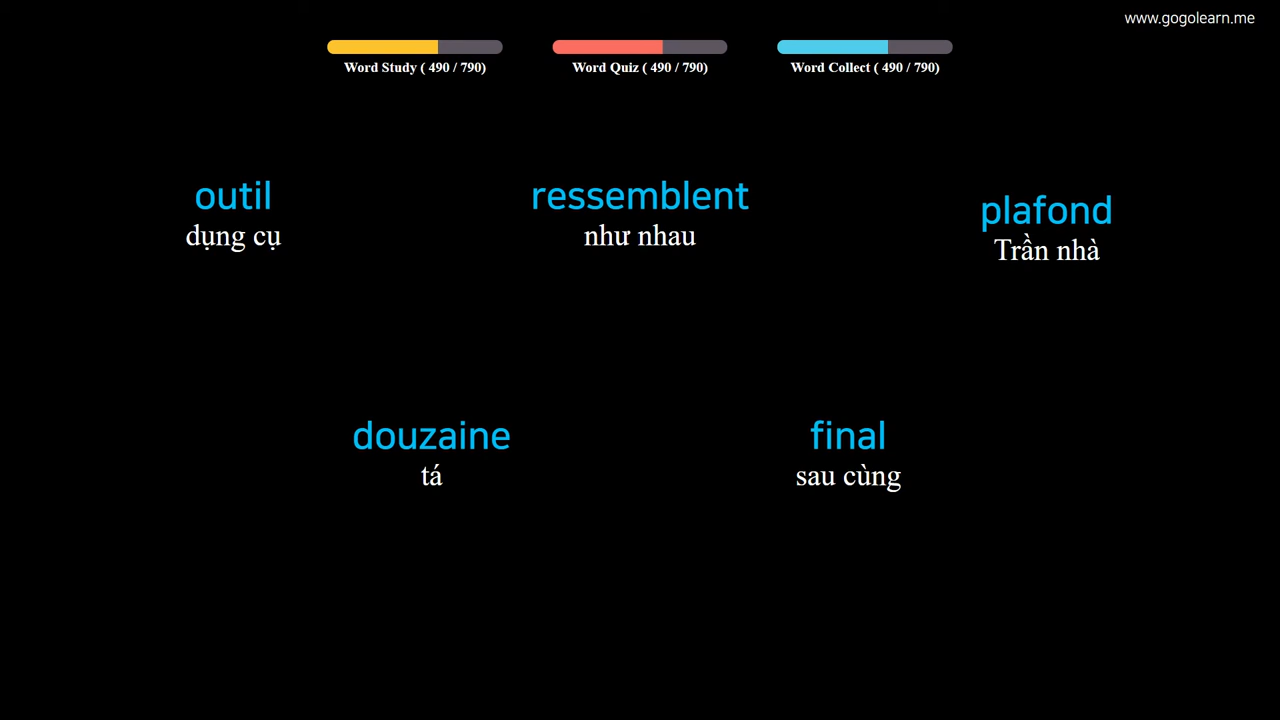 www.gogolearn.me
Word Study ( 490 / 790)
Word Quiz ( 490 / 790)
Word Collect ( 490 / 790)
outil
dụng cụ
ressemblent
như nhau
plafond
Trần nhà
douzaine
tá
final
sau cùng